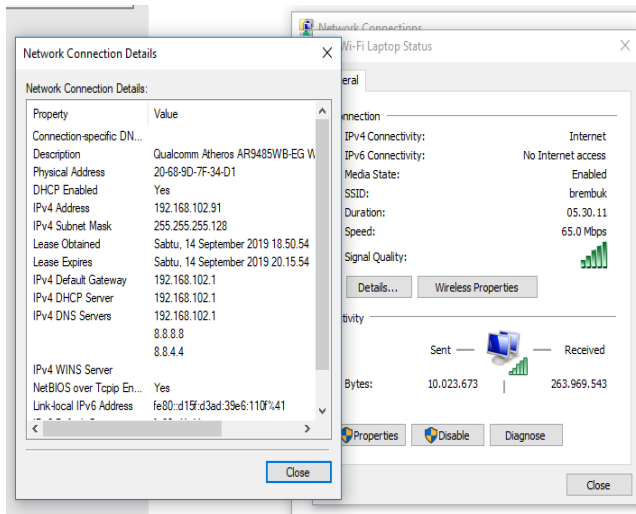 Network Connections
Network Connection Details
Wi-Fi Laptop Status
Network Connection Details:
Property Value
Connection-specific DN...
Description Qualcomm Atheros AR9485WB-EG W
Physical Address 20-68-9D-7F-34-D1
DHCP Enabled Yes
IPv4 Address 192.168.102.91
IPv4 Subnet Mask 255.255.255.128
Lease Obtained Sabtu, 14 September 2019 18.50.54
Lease Expires Sabtu, 14 September 2019 20.15.54
IPv4 Default Gateway 192.168.102.1
IPv4 DHCP Server 192.168.102.1
IPv4 DNS Servers 192.168.102.1
8.8.8.8
8.8.4.4
IPv4 WINS Server
NetBIOS over Tcpip En... Yes
Link-local IPv6 Address fe80::d15f:d3ad:39e6:110f%41
Close
eral
onnection
IPv4 Connectivity: Internet
IPv6 Connectivity: No Internet access
Media State: Enabled
SSID: brembuk
Duration: 05.30.11
Speed: 65.0 Mbps
Signal Quality:
Details... Wireless Properties
tivity
Sent Received
Bytes: 10.023.673 263.969.543
Properties Disable Diagnose
Close